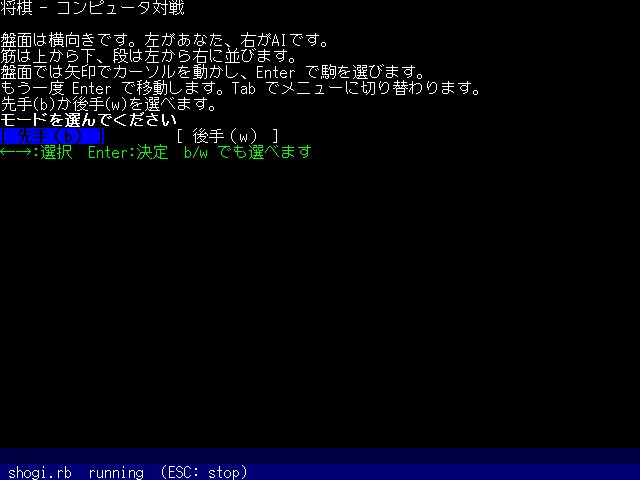 将棋 - コンピュータ対戦
盤面は横向きです。左があなた、右がAIです。
筋は上から下、段は左から右に並びます。
盤面では矢印でカーソルを動かし、Enter で駒を選びます。
もう一度 Enter で移動します。Tab でメニューに切り替わります。
先手(b)か後手(w)を選べます。
モードを選んでください
[ 先手(b) ] [ 後手(w) ]
←→:選択 Enter:決定 b/w でも選べます
shogi.rb running (ESC: stop)